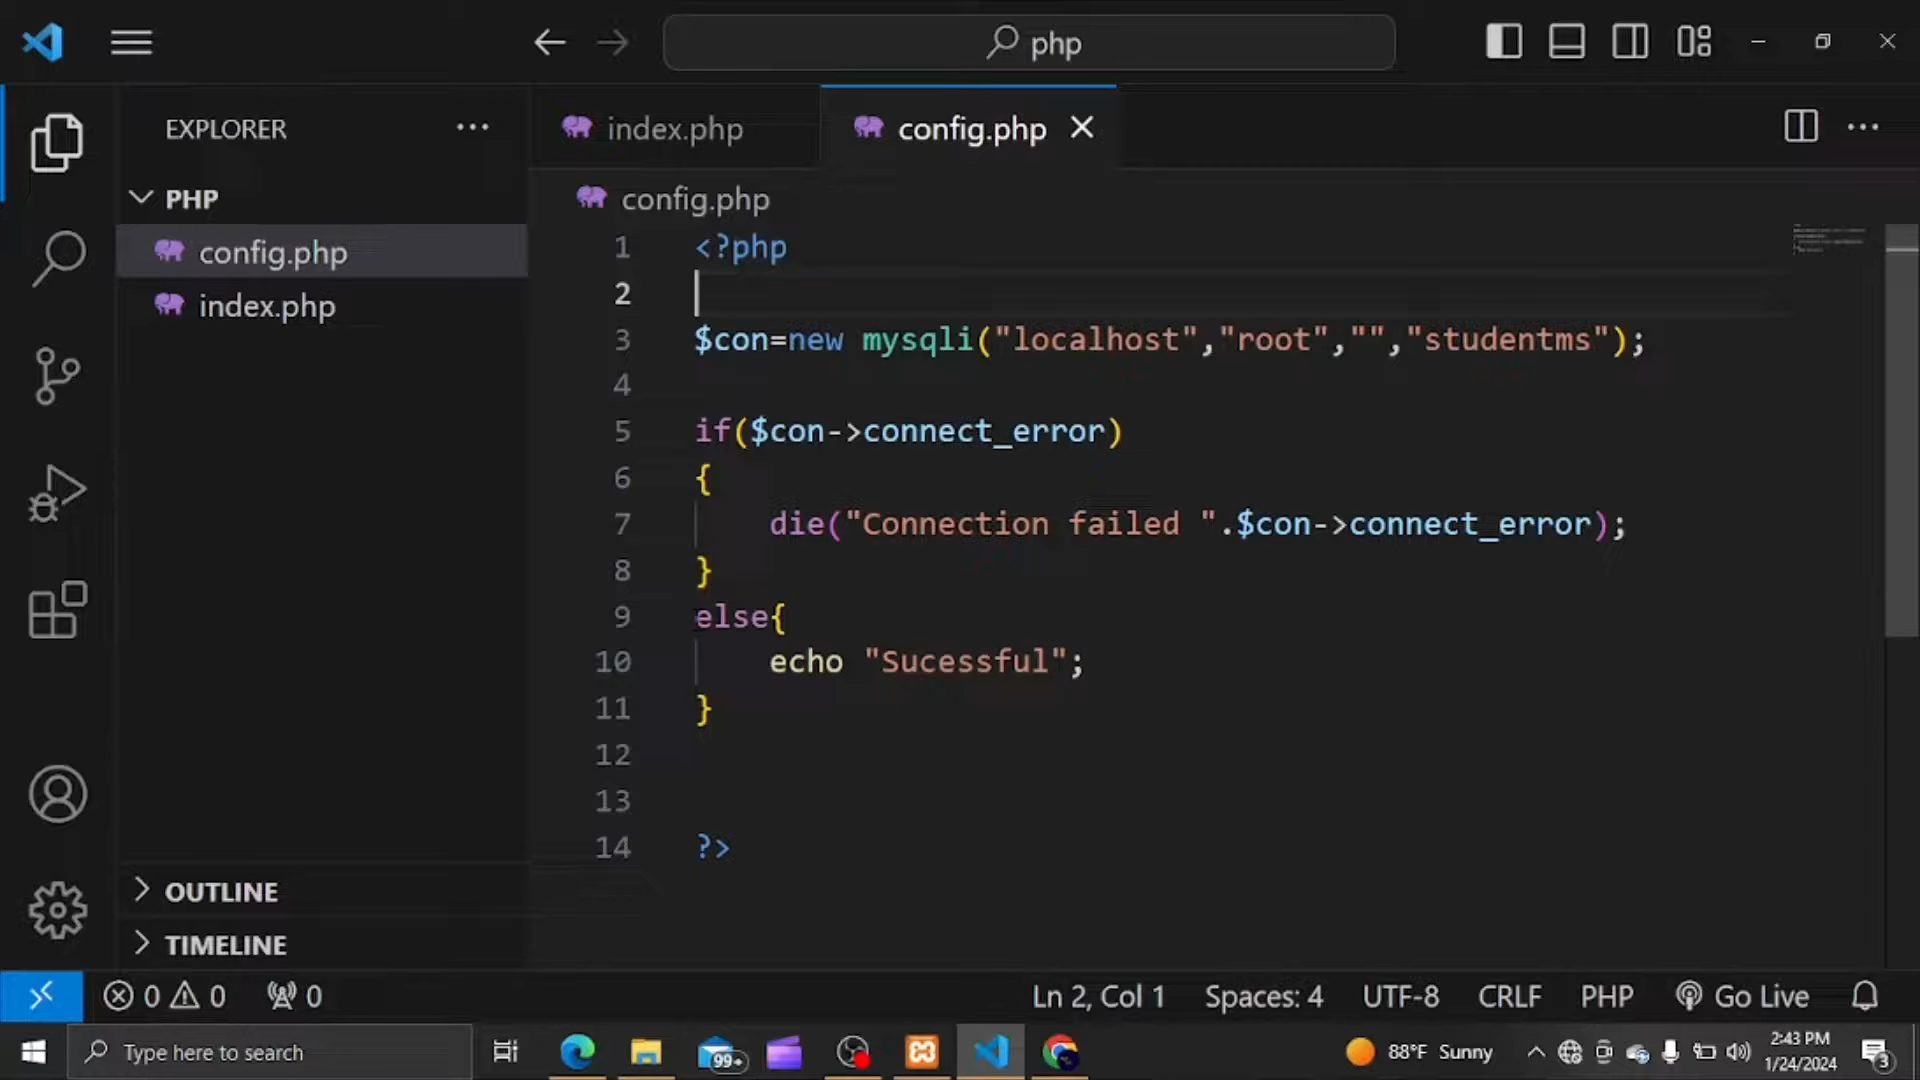 php
EXPLORER
PHP
config.php
index.php
OUTLINE
TIMELINE
index.php
config.php
config.php
1 <?php
2
3 $con=new mysqli("localhost","root","","studentms");
4
5 if($con->connect_error)
6 {
7 die("Connection failed ".$con->connect_error);
8 }
9 else{
10 echo "Sucessful";
11 }
12
13
14 ?>
0 0 0 Ln 2, Col 1 Spaces: 4 UTF-8 CRLF PHP Go Live
Type here to search 99+ 88°F Sunny 2:43 PM
1/24/2024 3